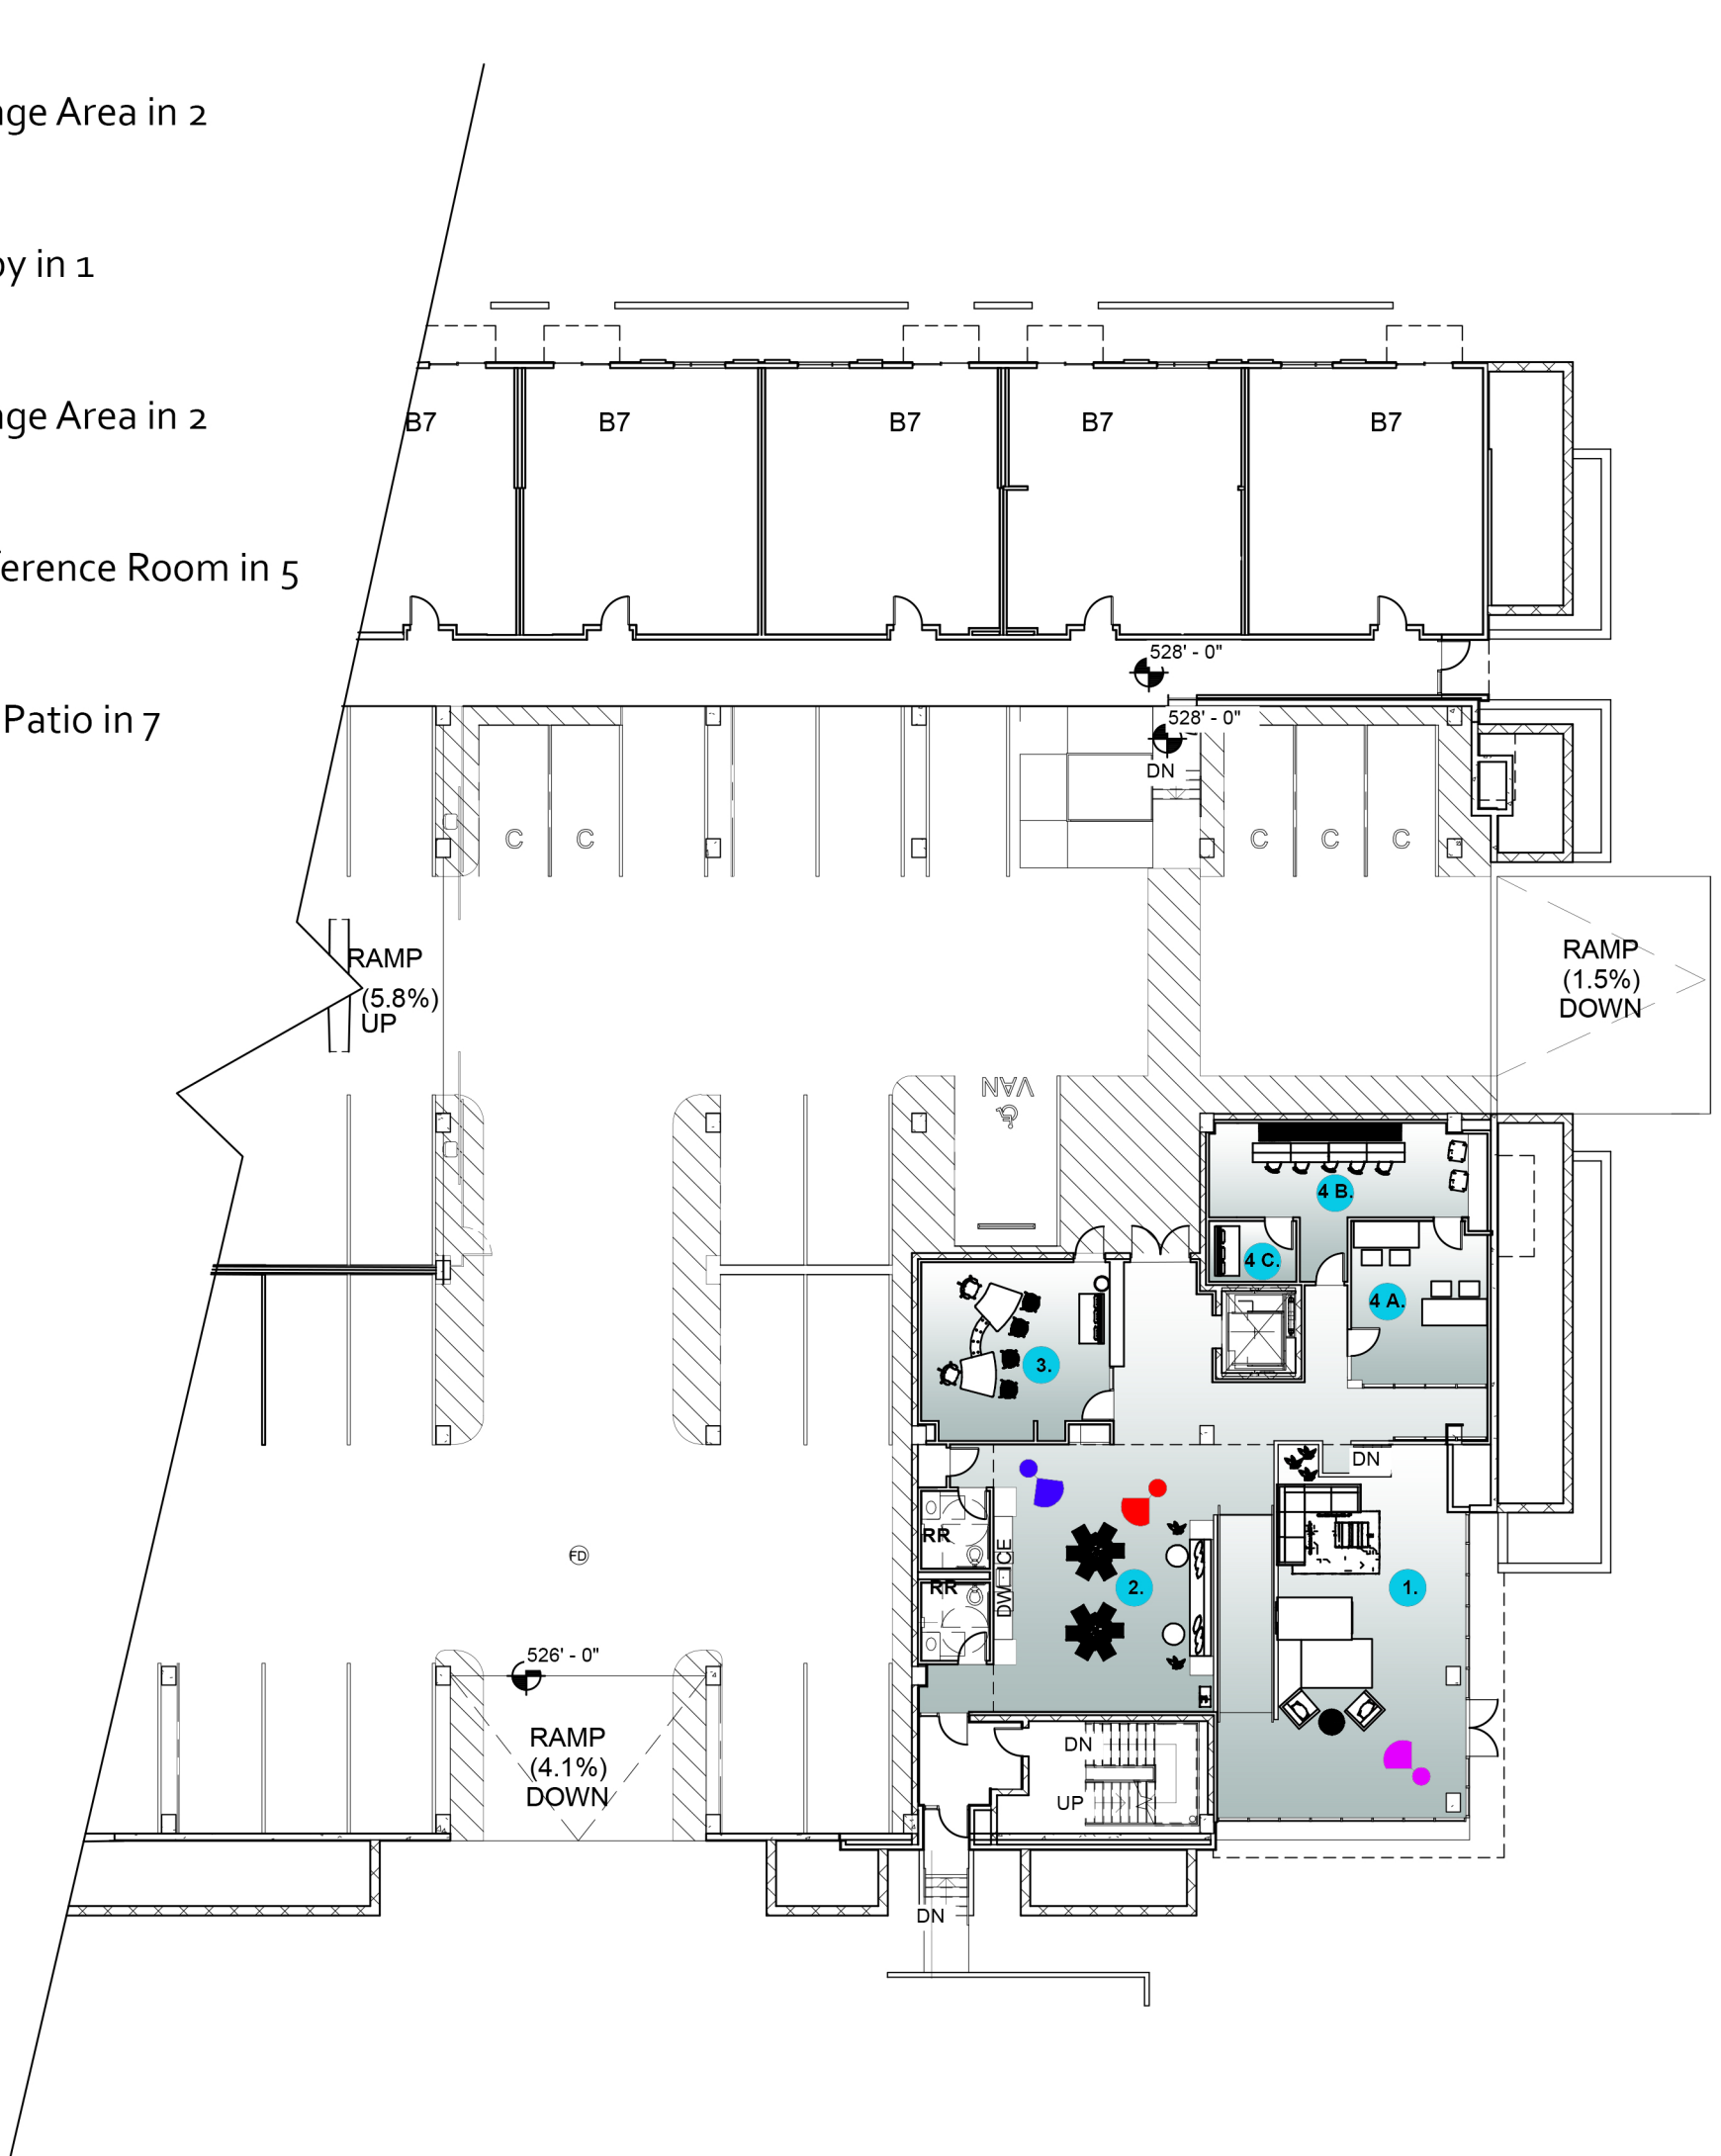 nge Area in 2
by in 1
nge Area in 2
ference Room in 5
Patio in 7
B7
B7
B7
B7
B7
528' - 0"
528' - 0"
DN
C
C
C
C
C
RAMP
(5.8%)
UP
RAMP
(1.5%)
DOWN
VAN
4 B.
4 C.
4 A.
3.
DN
RR
RR
DW
ICE
2.
1.
FD
526' - 0"
RAMP
(4.1%)
DOWN
DN
UP
DN